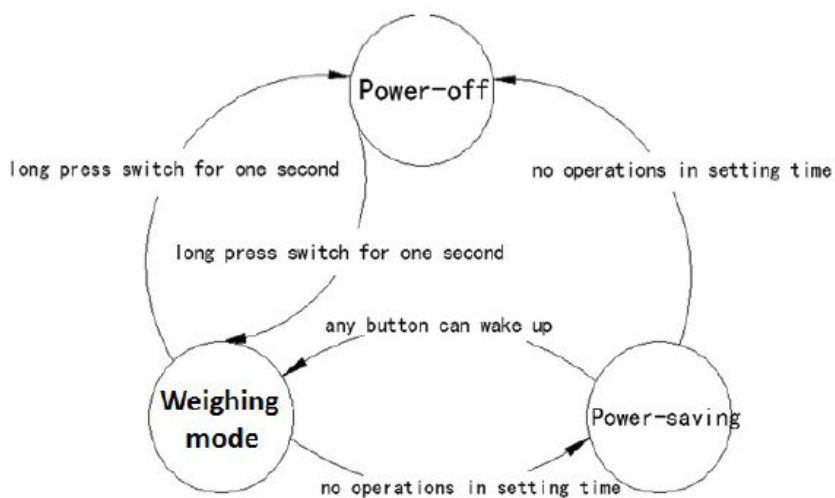 Power-off
long press switch for one second
no operations in setting time
long press switch for one second
any button can wake up
Weighing
mode
Power-saving
no operations in setting time